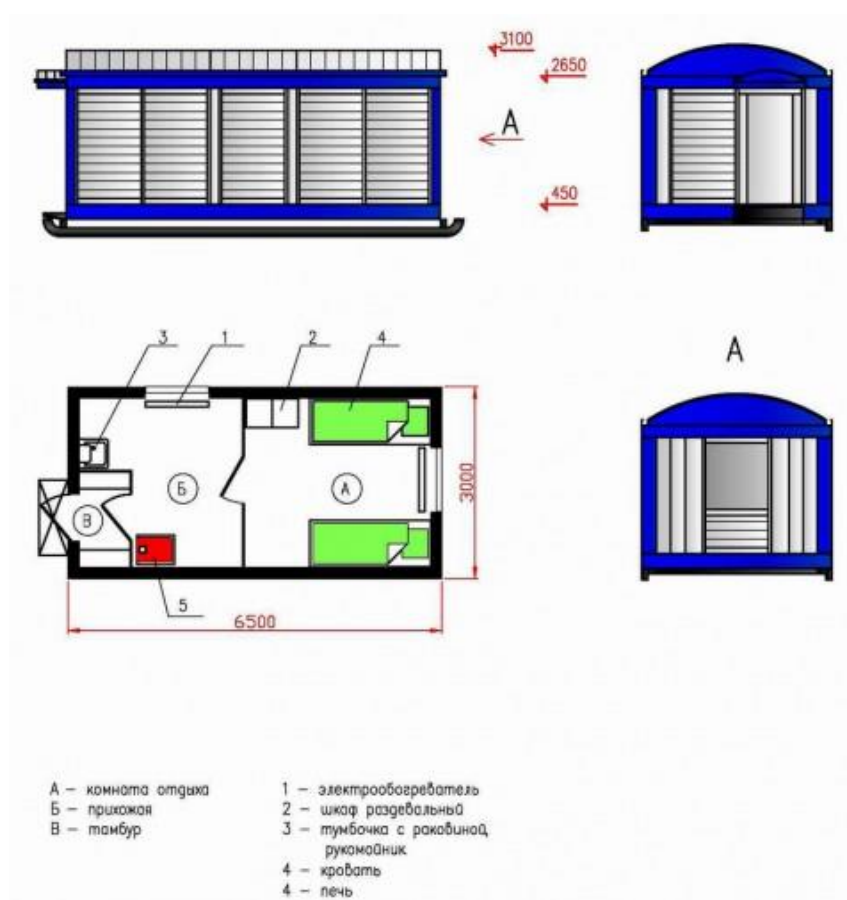 3100
2650
А
450
3
1
2
4
А
В
Б
А
3000
5
6500
А – комната отдыха
Б – прихожая
В – тамбур
1 – электрообогреватель
2 – шкаф раздевальный
3 – тумбочка с раковиной,
рукомойник
4 – кровать
4 – печь